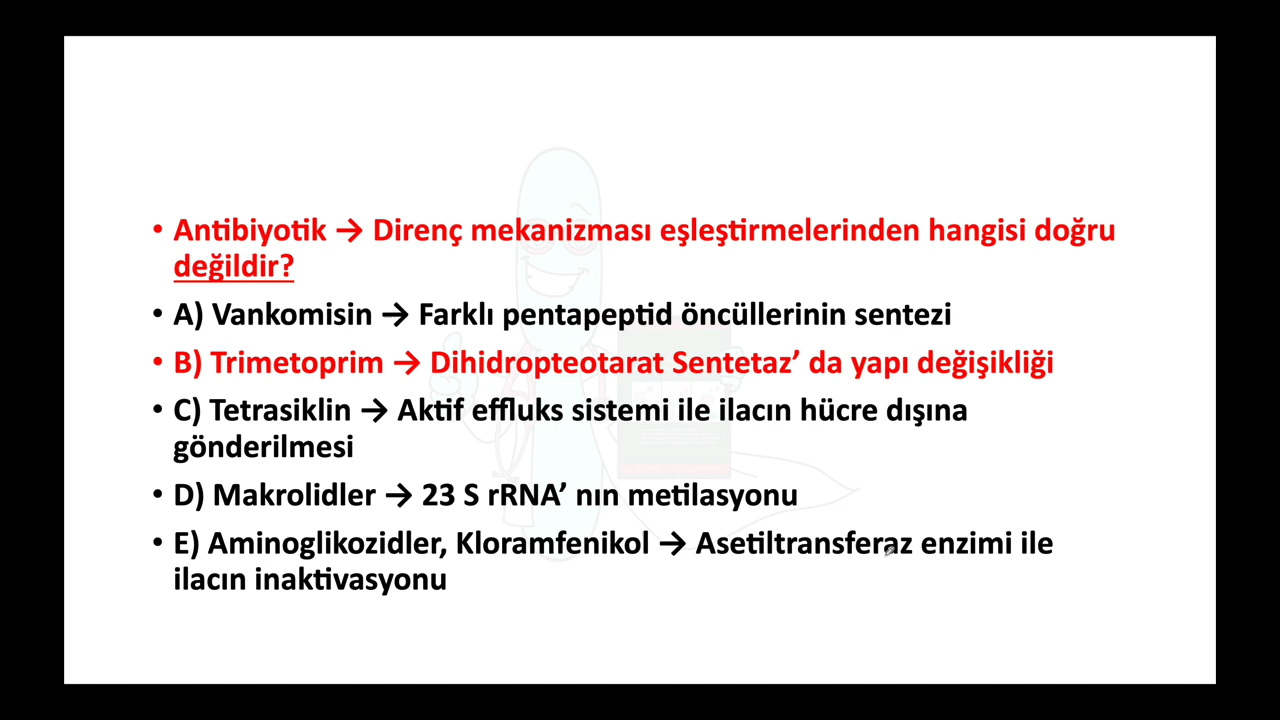 • Antibiyotik → Direnç mekanizması eşleştirmelerinden hangisi doğru
değildir?
• A) Vankomisin → Farklı pentapeptid öncüllerinin sentezi
• B) Trimetoprim → Dihidropteotarat Sentetaz’ da yapı değişikliği
• C) Tetrasiklin → Aktif effluks sistemi ile ilacın hücre dışına
gönderilmesi
• D) Makrolidler → 23 S rRNA’ nın metilasyonu
• E) Aminoglikozidler, Kloramfenikol → Asetiltransferaz enzimi ile
ilacın inaktivasyonu